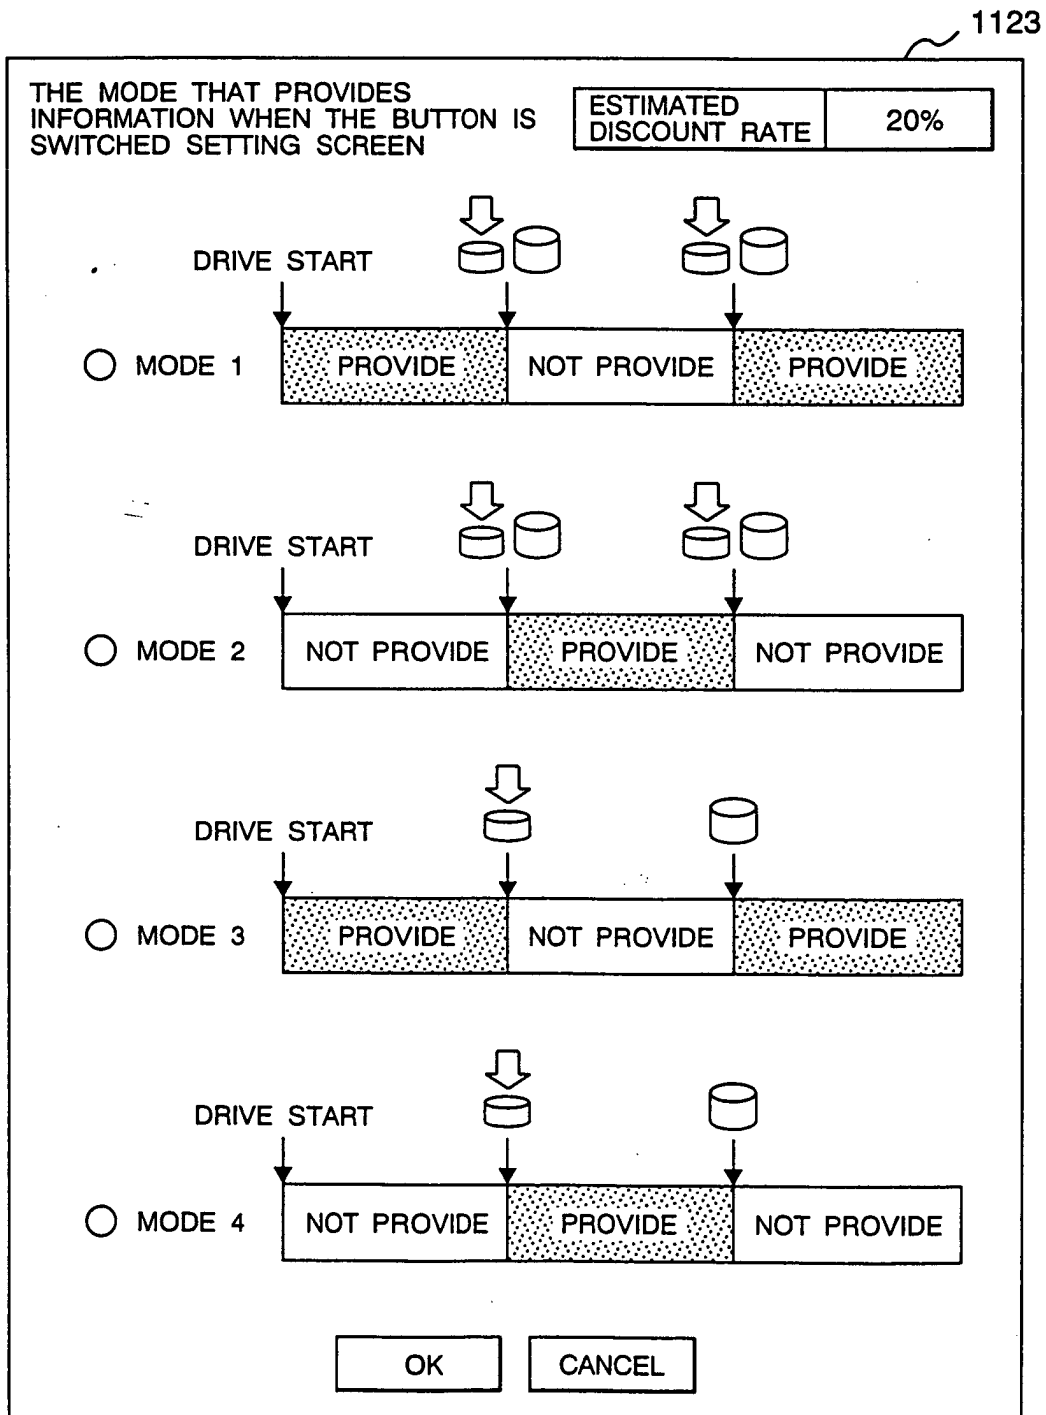 1123
THE MODE THAT PROVIDES
INFORMATION WHEN THE BUTTON IS
SWITCHED SETTING SCREEN
ESTIMATED
DISCOUNT RATE
20%
DRIVE START
MODE 1
PROVIDE
NOT PROVIDE
PROVIDE
DRIVE START
MODE 2
NOT PROVIDE
PROVIDE
NOT PROVIDE
DRIVE START
MODE 3
PROVIDE
NOT PROVIDE
PROVIDE
DRIVE START
MODE 4
NOT PROVIDE
PROVIDE
NOT PROVIDE
OK
CANCEL